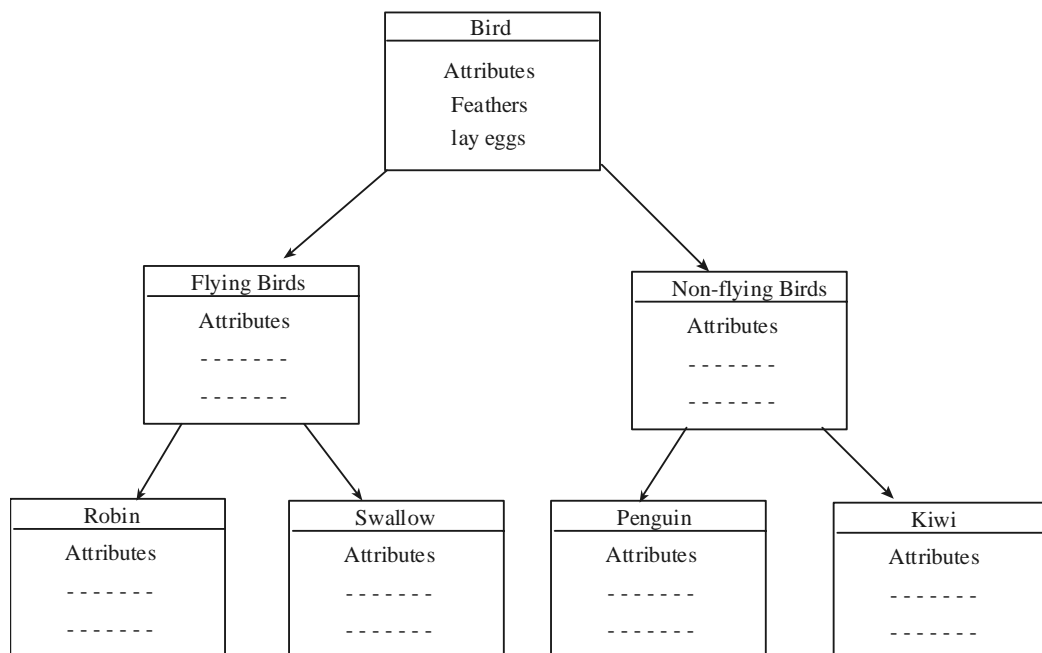 Bird
Attributes
Feathers
lay eggs
Flying Birds
Attributes
- - - - - - -
- - - - - - -
Non-flying Birds
Attributes
- - - - - - -
- - - - - - -
Robin
Attributes
- - - - - - -
- - - - - - -
Swallow
Attributes
- - - - - - -
- - - - - - -
Penguin
Attributes
- - - - - - -
- - - - - - -
Kiwi
Attributes
- - - - - - -
- - - - - - -